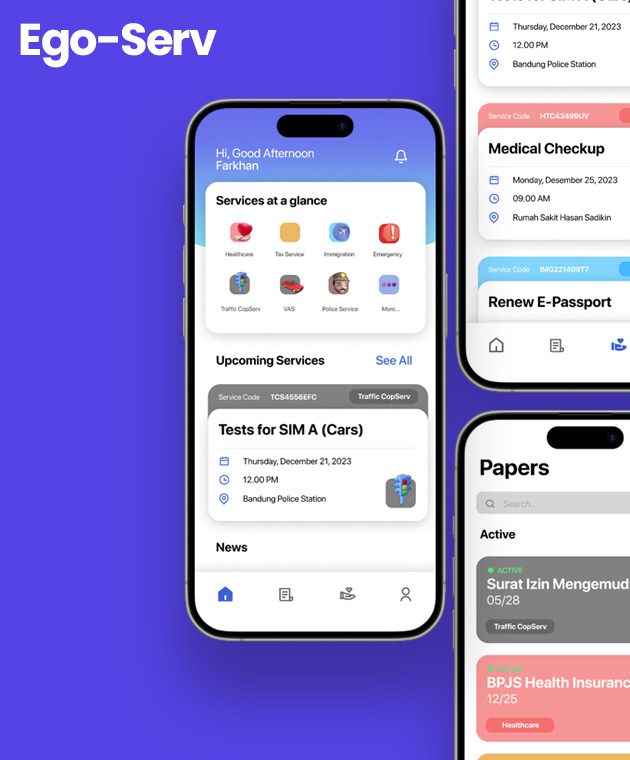 Ego-Serv
Hi, Good Afternoon
Farkhan
Services at a glance
Healthcare
Tax Service
Immigration
Emergency
Traffic CopServ
VAS
Police Service
More...
Upcoming Services
See All
Service Code TCS4556EFC
Traffic CopServ
Tests for SIM A (Cars)
Thursday, December 21, 2023
12.00 PM
Bandung Police Station
News
Thursday, December 21, 2023
12.00 PM
Bandung Police Station
Service Code HTC43499UV
Medical Checkup
Monday, Desember 25, 2023
09.00 AM
Rumah Sakit Hasan Sadikin
Service Code IMG221409T7
Renew E-Passport
Papers
Search...
Active
ACTIVE
Surat Izin Mengemud
05/28
Traffic CopServ
ACTIVE
BPJS Health Insuranc
12/25
Healthcare